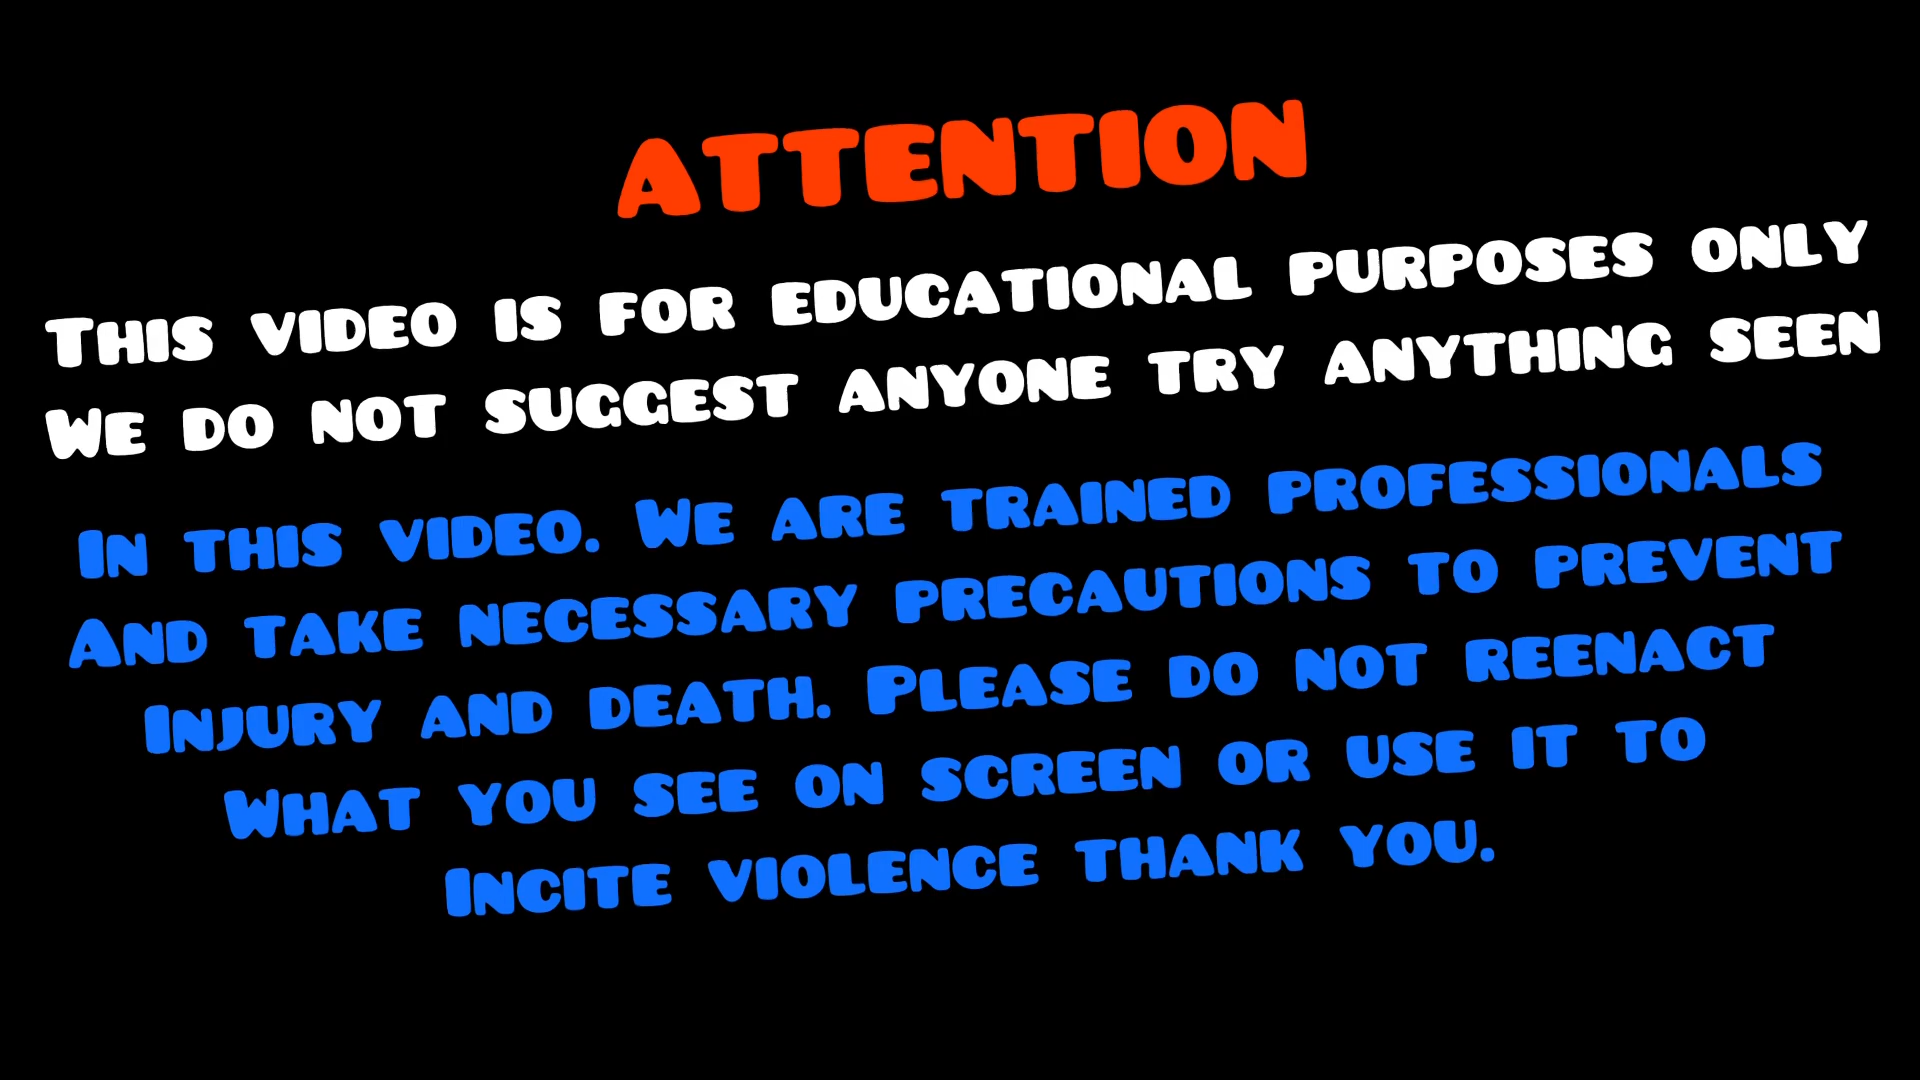 ATTENTION
THIS VIDEO IS FOR EDUCATIONAL PURPOSES ONLY
WE DO NOT SUGGEST ANYONE TRY ANYTHING SEEN
IN THIS VIDEO. WE ARE TRAINED PROFESSIONALS
AND TAKE NECESSARY PRECAUTIONS TO PREVENT
INJURY AND DEATH. PLEASE DO NOT REENACT
WHAT YOU SEE ON SCREEN OR USE IT TO
INCITE VIOLENCE THANK YOU.